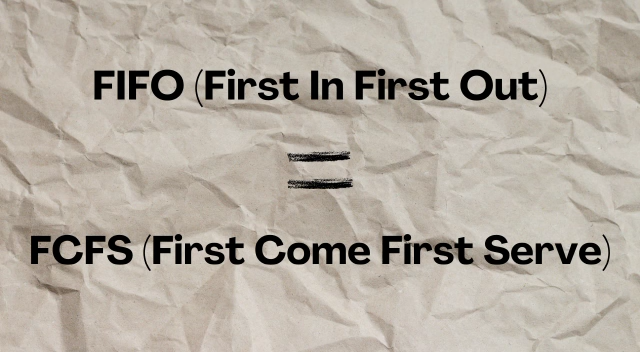 FIFO (First In First Out)
=
FCFS (First Come First Serve)